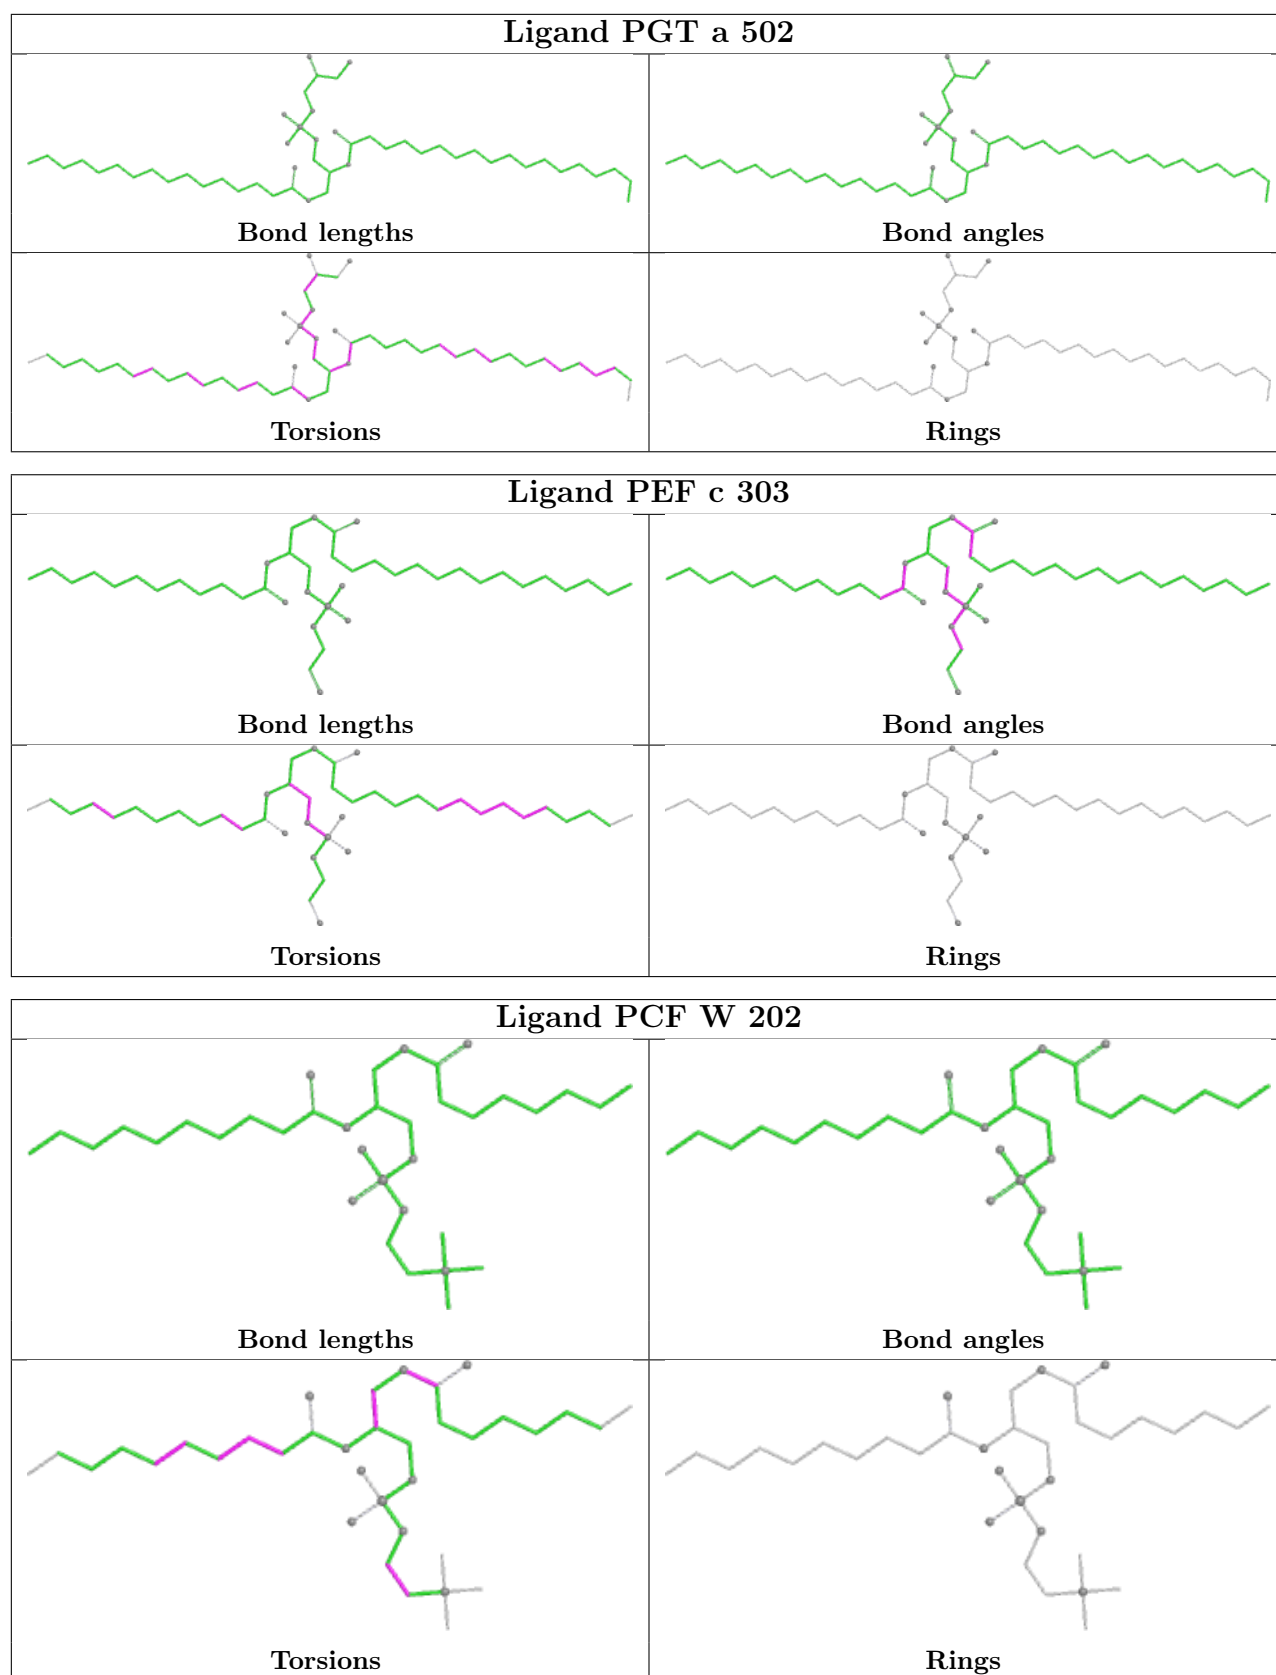 Ligand PGT a 502
Bond lengths
Bond angles
Torsions
Rings
Ligand PEF c 303
Bond lengths
Bond angles
Torsions
Rings
Ligand PCF W 202
Bond lengths
Bond angles
Torsions
Rings